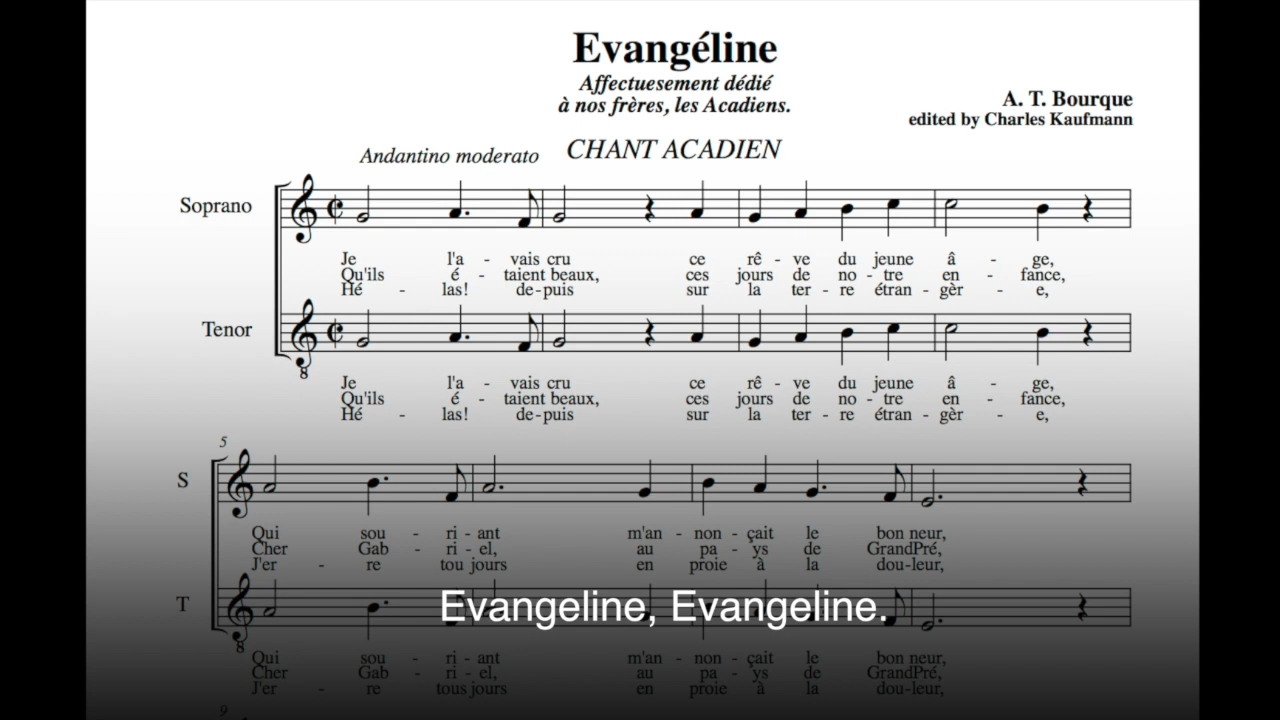 Evangéline
Affectuesement dédié
à nos frères, les Acadiens.
A. T. Bourque
edited by Charles Kaufmann
Andantino moderato
CHANT ACADIEN
Soprano
Je l'a - vais cru ce rê - ve du jeune â - ge,
Qu'ils é - taient beaux, ces jours de no - tre en - fance,
Hé - las! de-puis sur la ter - re étran - gèr - e,
Tenor
8
Je l'a - vais cru ce rê - ve du jeune â - ge,
Qu'ils é - taient beaux, ces jours de no - tre en - fance,
Hé - las! de-puis sur la ter - re étran - gèr - e,
5
S
Qui sou - ri - ant m'an - non - çait le bon neur,
Cher Gab - ri - el, au pa - ys de GrandPré,
J'er - re tou jours en proie à la dou-leur,
T
Evangeline, Evangeline.
8
Qui sou - ri - ant m'an - non - çait le bon neur,
Cher Gab - ri - el, au pa - ys de GrandPré,
J'er - re tous jours en proie à la dou-leur,
9